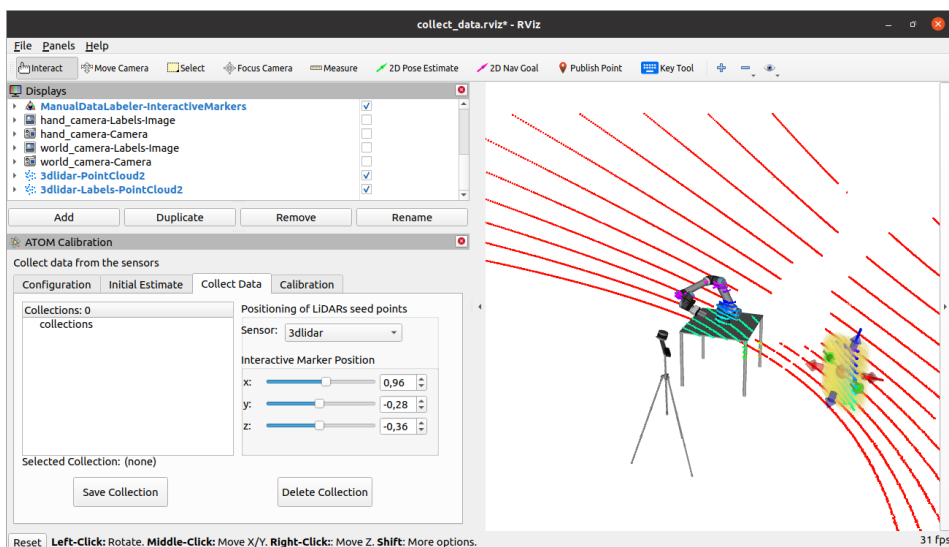 collect_data.rviz* - RViz
File Panels Help
Interact Move Camera Select Focus Camera Measure 2D Pose Estimate 2D Nav Goal Publish Point Key Tool
Displays
ManualDataLabeler-InteractiveMarkers
hand_camera-Labels-Image
hand_camera-Camera
world_camera-Labels-Image
world_camera-Camera
3dlidar-PointCloud2
3dlidar-Labels-PointCloud2
Add Duplicate Remove Rename
ATOM Calibration
Collect data from the sensors
Configuration Initial Estimate Collect Data Calibration
Collections: 0
collections
Positioning of LiDARs seed points
Sensor: 3dlidar
Interactive Marker Position
x: 0,96
y: -0,28
z: -0,36
Selected Collection: (none)
Save Collection Delete Collection
Reset Left-Click: Rotate. Middle-Click: Move X/Y. Right-Click:: Move Z. Shift: More options.
31 fps